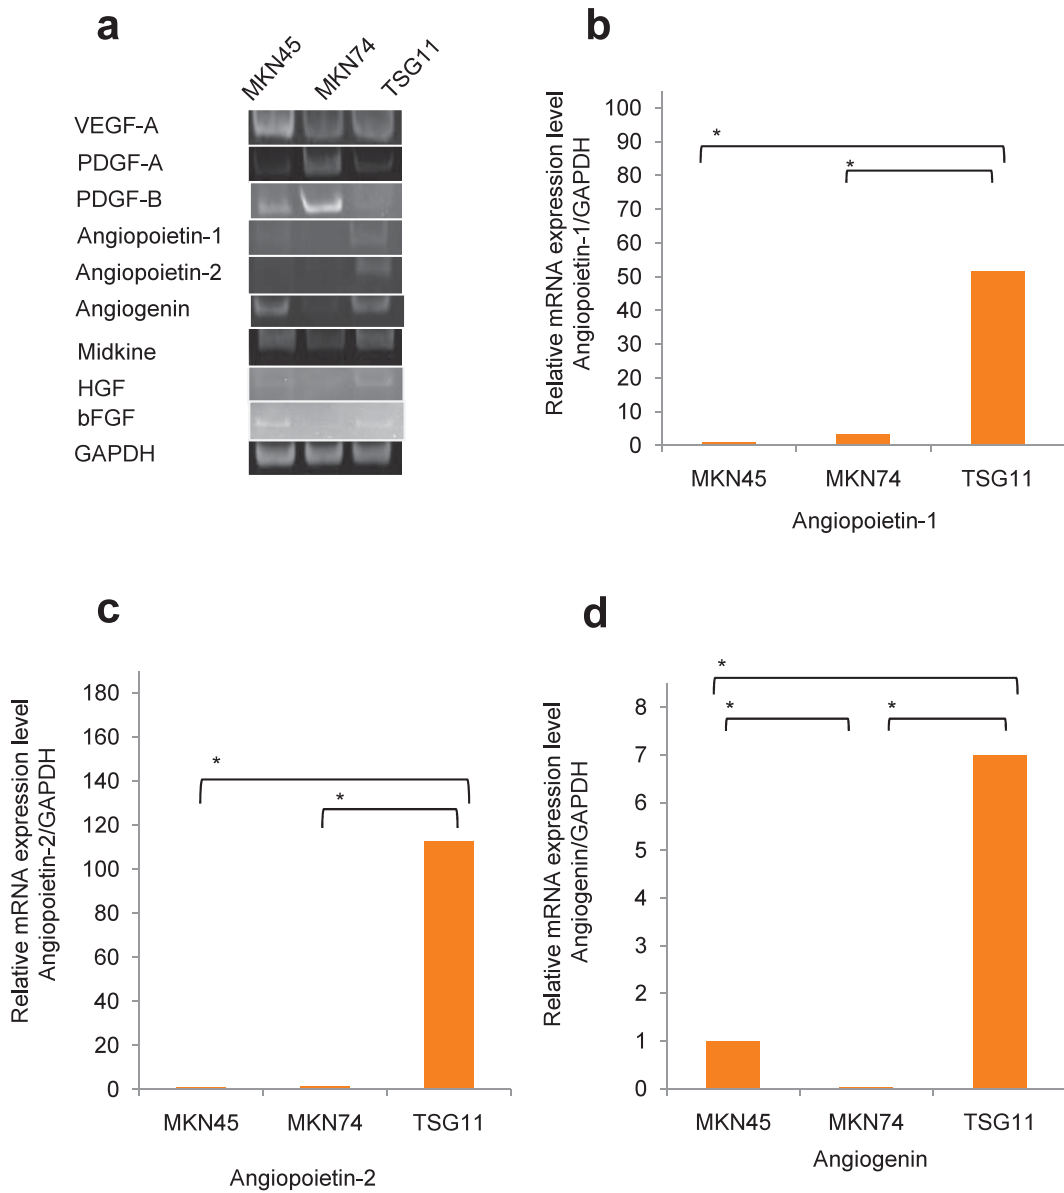 a
MKN45
MKN74
TSG11
VEGF-A
PDGF-A
PDGF-B
Angiopoietin-1
Angiopoietin-2
Angiogenin
Midkine
HGF
bFGF
GAPDH
b
Relative mRNA expression level
Angiopoietin-1/GAPDH
100
90
80
70
60
50
40
30
20
10
0
*
*
MKN45 MKN74 TSG11
Angiopoietin-1
c
Relative mRNA expression level
Angiopoietin-2/GAPDH
180
160
140
120
100
80
60
40
20
0
*
*
MKN45 MKN74 TSG11
Angiopoietin-2
d
Relative mRNA expression level
Angiogenin/GAPDH
8
7
6
5
4
3
2
1
0
*
* *
MKN45 MKN74 TSG11
Angiogenin